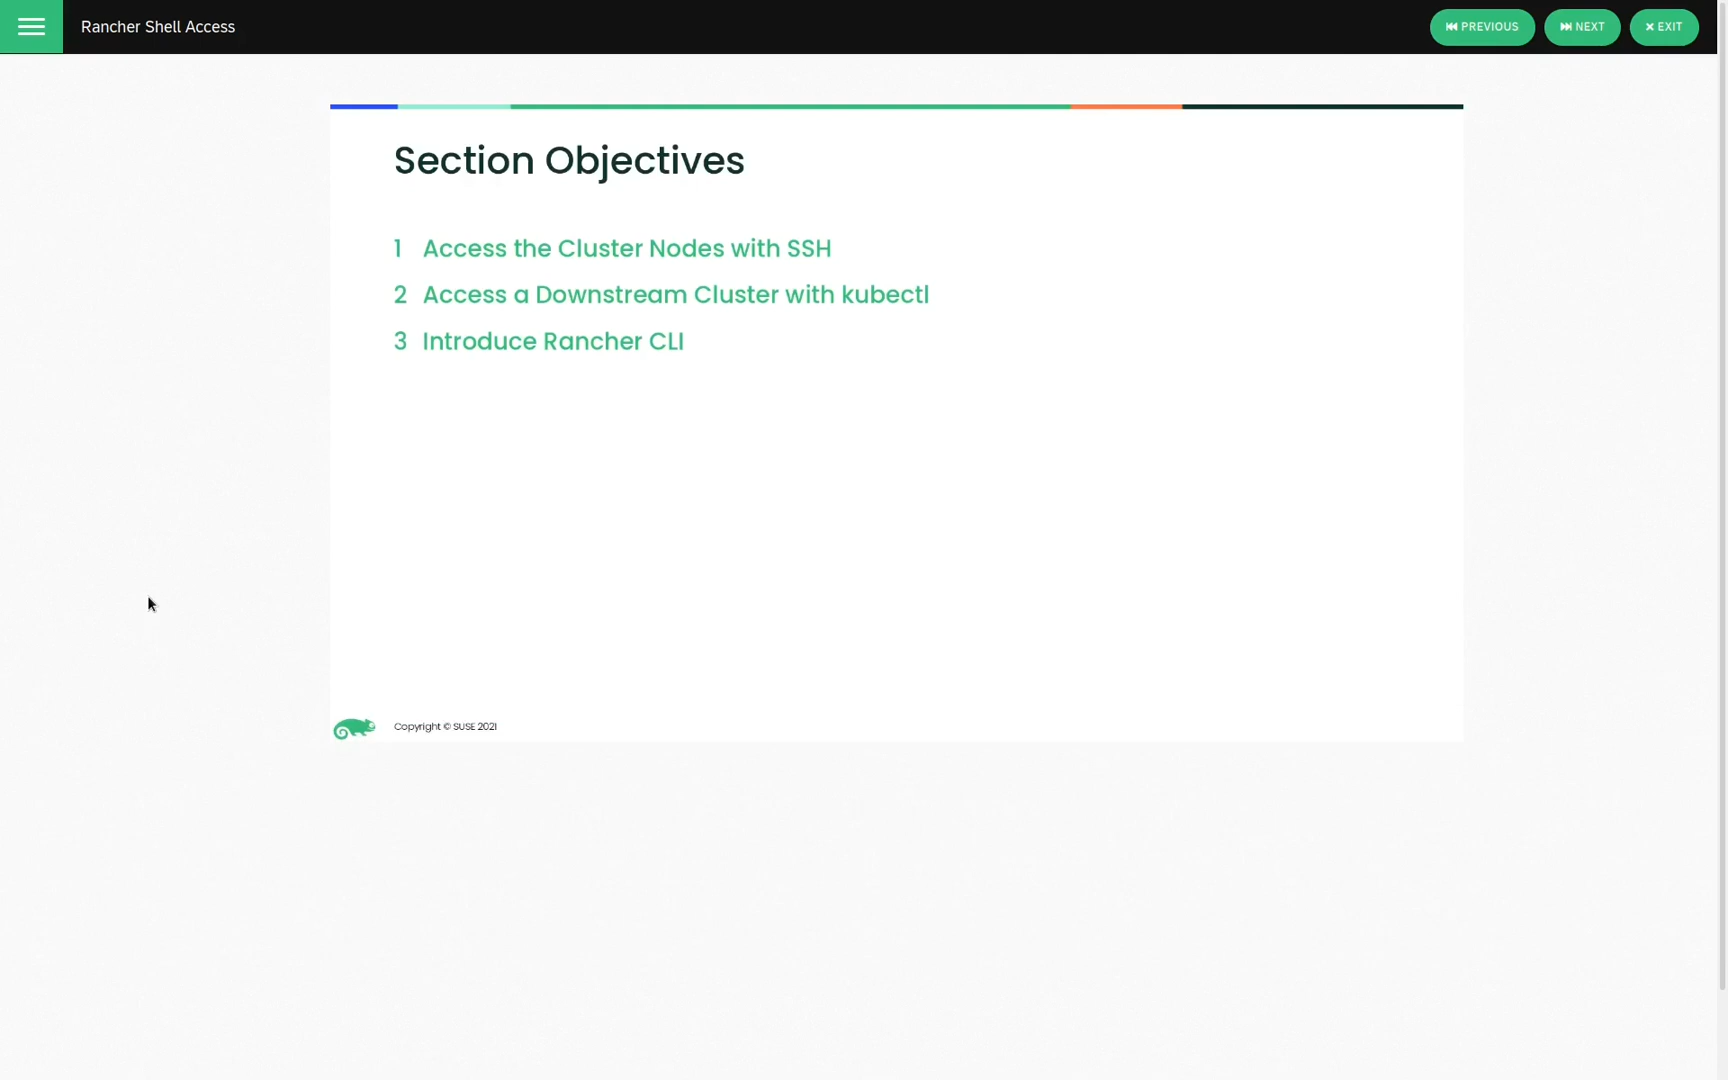 Rancher Shell Access
PREVIOUS
NEXT
EXIT
Section Objectives
1 Access the Cluster Nodes with SSH
2 Access a Downstream Cluster with kubectl
3 Introduce Rancher CLI
Copyright © SUSE 2021